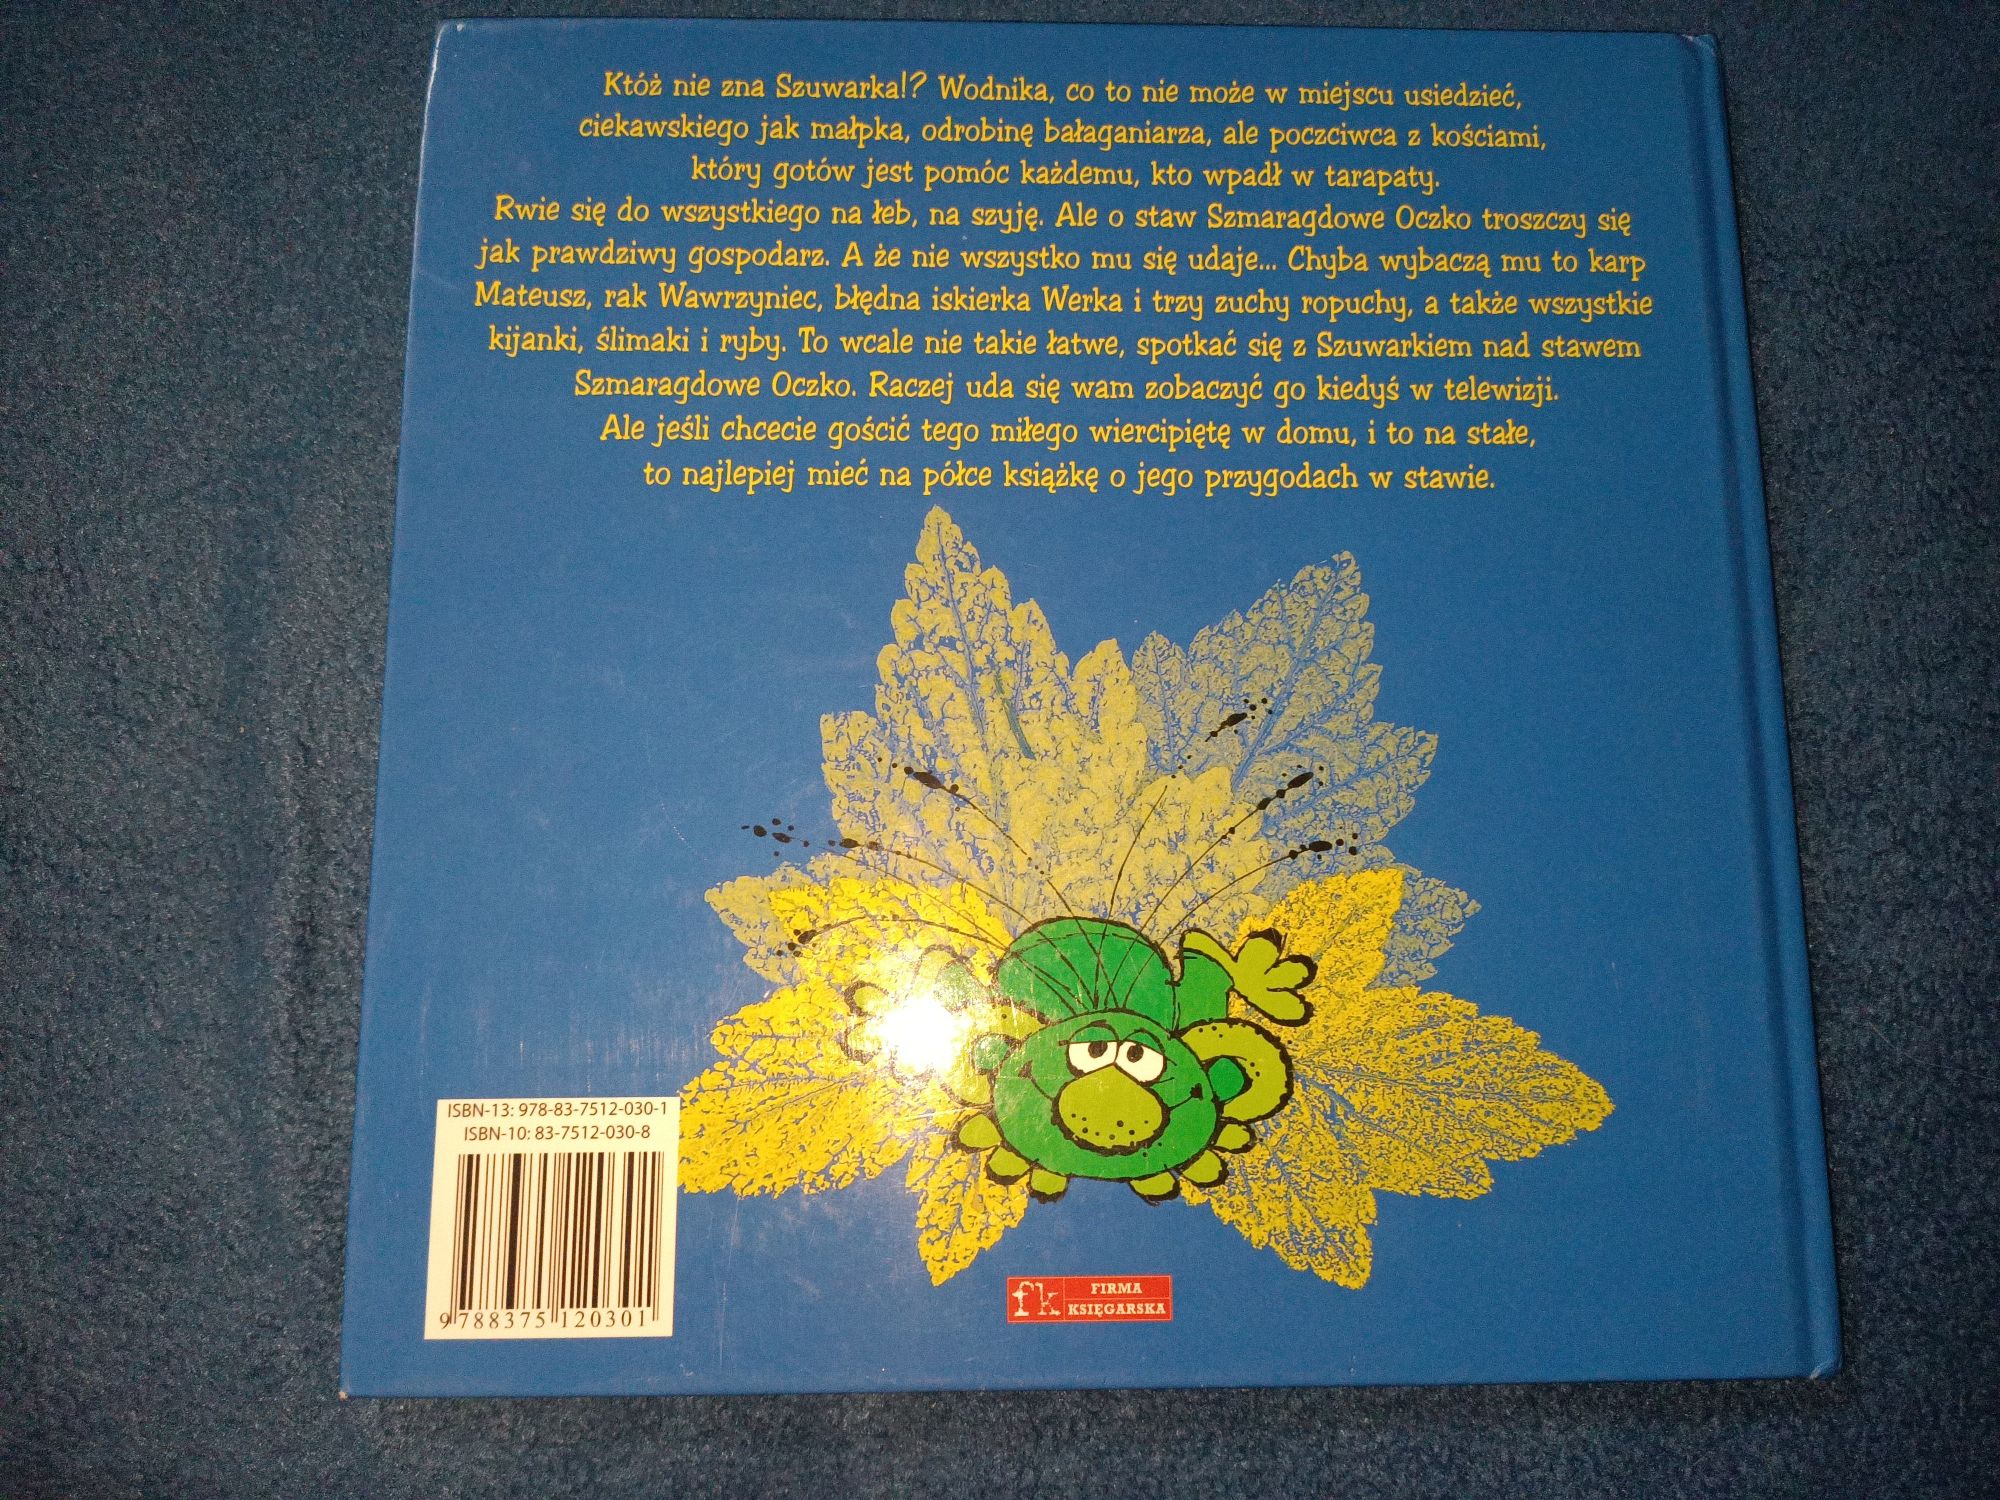 Któż nie zna Szuwarka!? Wodnika, co to nie może w miejscu usiedzieć,
ciekawskiego jak małpka, odrobinę bałaganiarza, ale poczciwca z kościami,
który gotów jest pomóc każdemu, kto wpadł w tarapaty.
Rwie się do wszystkiego na łeb, na szyję. Ale o staw Szmaragdowe Oczko troszczy się
jak prawdziwy gospodarz. A że nie wszystko mu się udaje... Chyba wybaczą mu to karp
Mateusz, rak Wawrzyniec, błędna iskierka Werka i trzy zuchy ropuchy, a także wszystkie
kijanki, ślimaki i ryby. To wcale nie takie łatwe, spotkać się z Szuwarkiem nad stawem
Szmaragdowe Oczko. Raczej uda się wam zobaczyć go kiedyś w telewizji.
Ale jeśli chcecie gościć tego miłego wiercipiętę w domu, i to na stałe,
to najlepiej mieć na półce książkę o jego przygodach w stawie.
ISBN-13: 978-83-7512-030-1
ISBN-10: 83-7512-030-8
9 788375 120301
fk FIRMA
KSIĘGARSKA